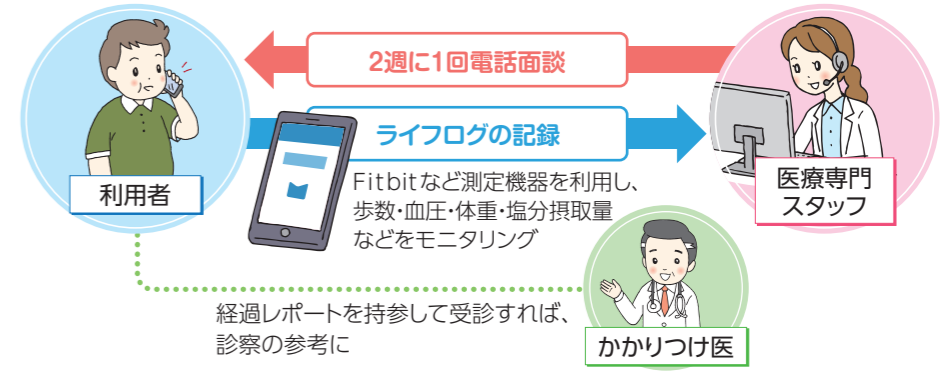 2週に1回電話面談
ライフログの記録
利用者
Fitbitなど測定機器を利用し、
歩数・血圧・体重・塩分摂取量
などをモニタリング
医療専門
スタッフ
経過レポートを持参して受診すれば、
診察の参考に
かかりつけ医